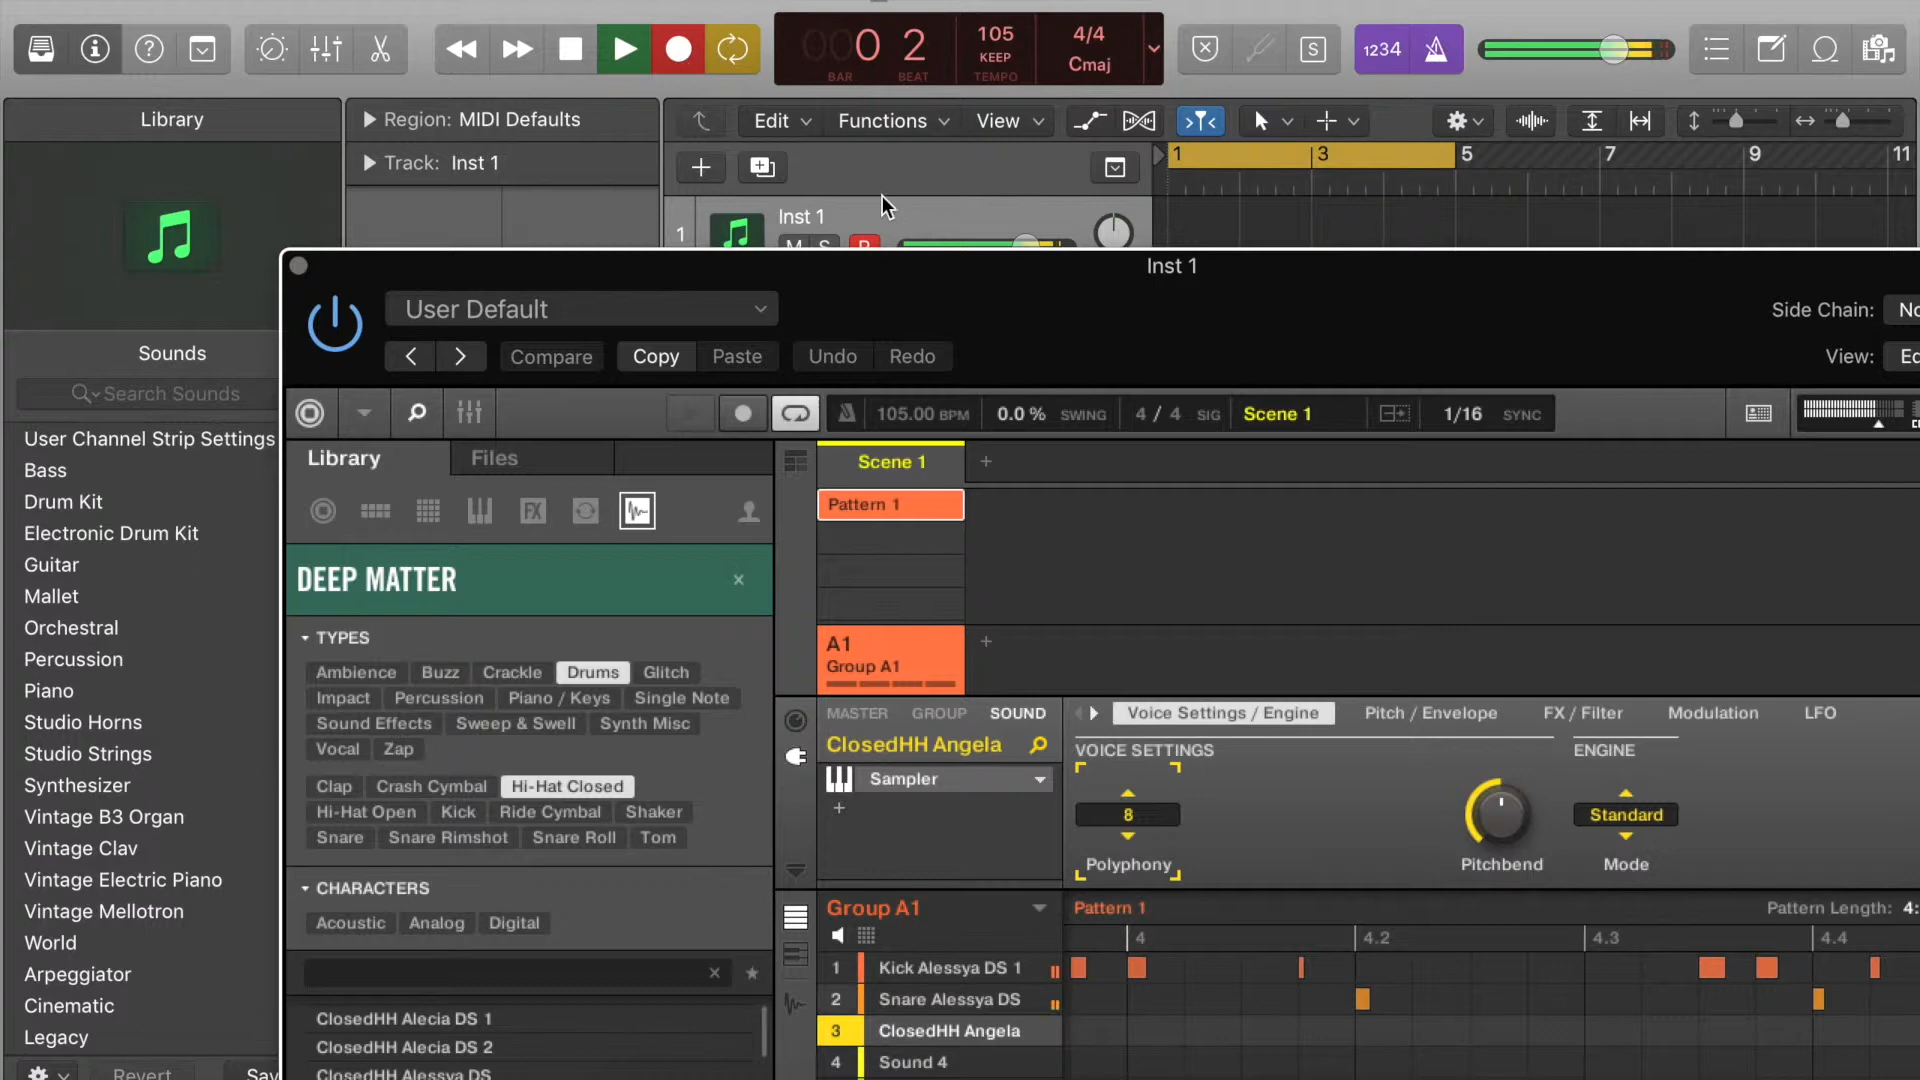 000 2
BAR BEAT
105
KEEP
TEMPO
4/4
Cmaj
S
1234
Library
Region: MIDI Defaults
Track: Inst 1
Edit
Functions
View
1 3 5 7 9 11
1
Inst 1
M S R
Sounds
Search Sounds
User Channel Strip Settings
Bass
Drum Kit
Electronic Drum Kit
Guitar
Mallet
Orchestral
Percussion
Piano
Studio Horns
Studio Strings
Synthesizer
Vintage B3 Organ
Vintage Clav
Vintage Electric Piano
Vintage Mellotron
World
Arpeggiator
Cinematic
Legacy
Revert
Sav
Inst 1
User Default
Side Chain: No
Compare
Copy
Paste
Undo
Redo
View: Ed
105.00 BPM
0.0 % SWING
4 / 4 SIG
Scene 1
1/16 SYNC
Library
Files
FX
DEEP MATTER
TYPES
Ambience Buzz Crackle Drums Glitch
Impact Percussion Piano / Keys Single Note
Sound Effects Sweep & Swell Synth Misc
Vocal Zap
Clap Crash Cymbal Hi-Hat Closed
Hi-Hat Open Kick Ride Cymbal Shaker
Snare Snare Rimshot Snare Roll Tom
CHARACTERS
Acoustic Analog Digital
ClosedHH Alecia DS 1
ClosedHH Alecia DS 2
ClosedHH Alessya DS
Scene 1
Pattern 1
A1
Group A1
MASTER GROUP SOUND
ClosedHH Angela
Sampler
Voice Settings / Engine
Pitch / Envelope
FX / Filter
Modulation
LFO
VOICE SETTINGS
ENGINE
8
Polyphony
Pitchbend
Standard
Mode
Group A1
Pattern 1
Pattern Length: 4:
4 4.2 4.3 4.4
1 Kick Alessya DS 1
2 Snare Alessya DS
3 ClosedHH Angela
4 Sound 4